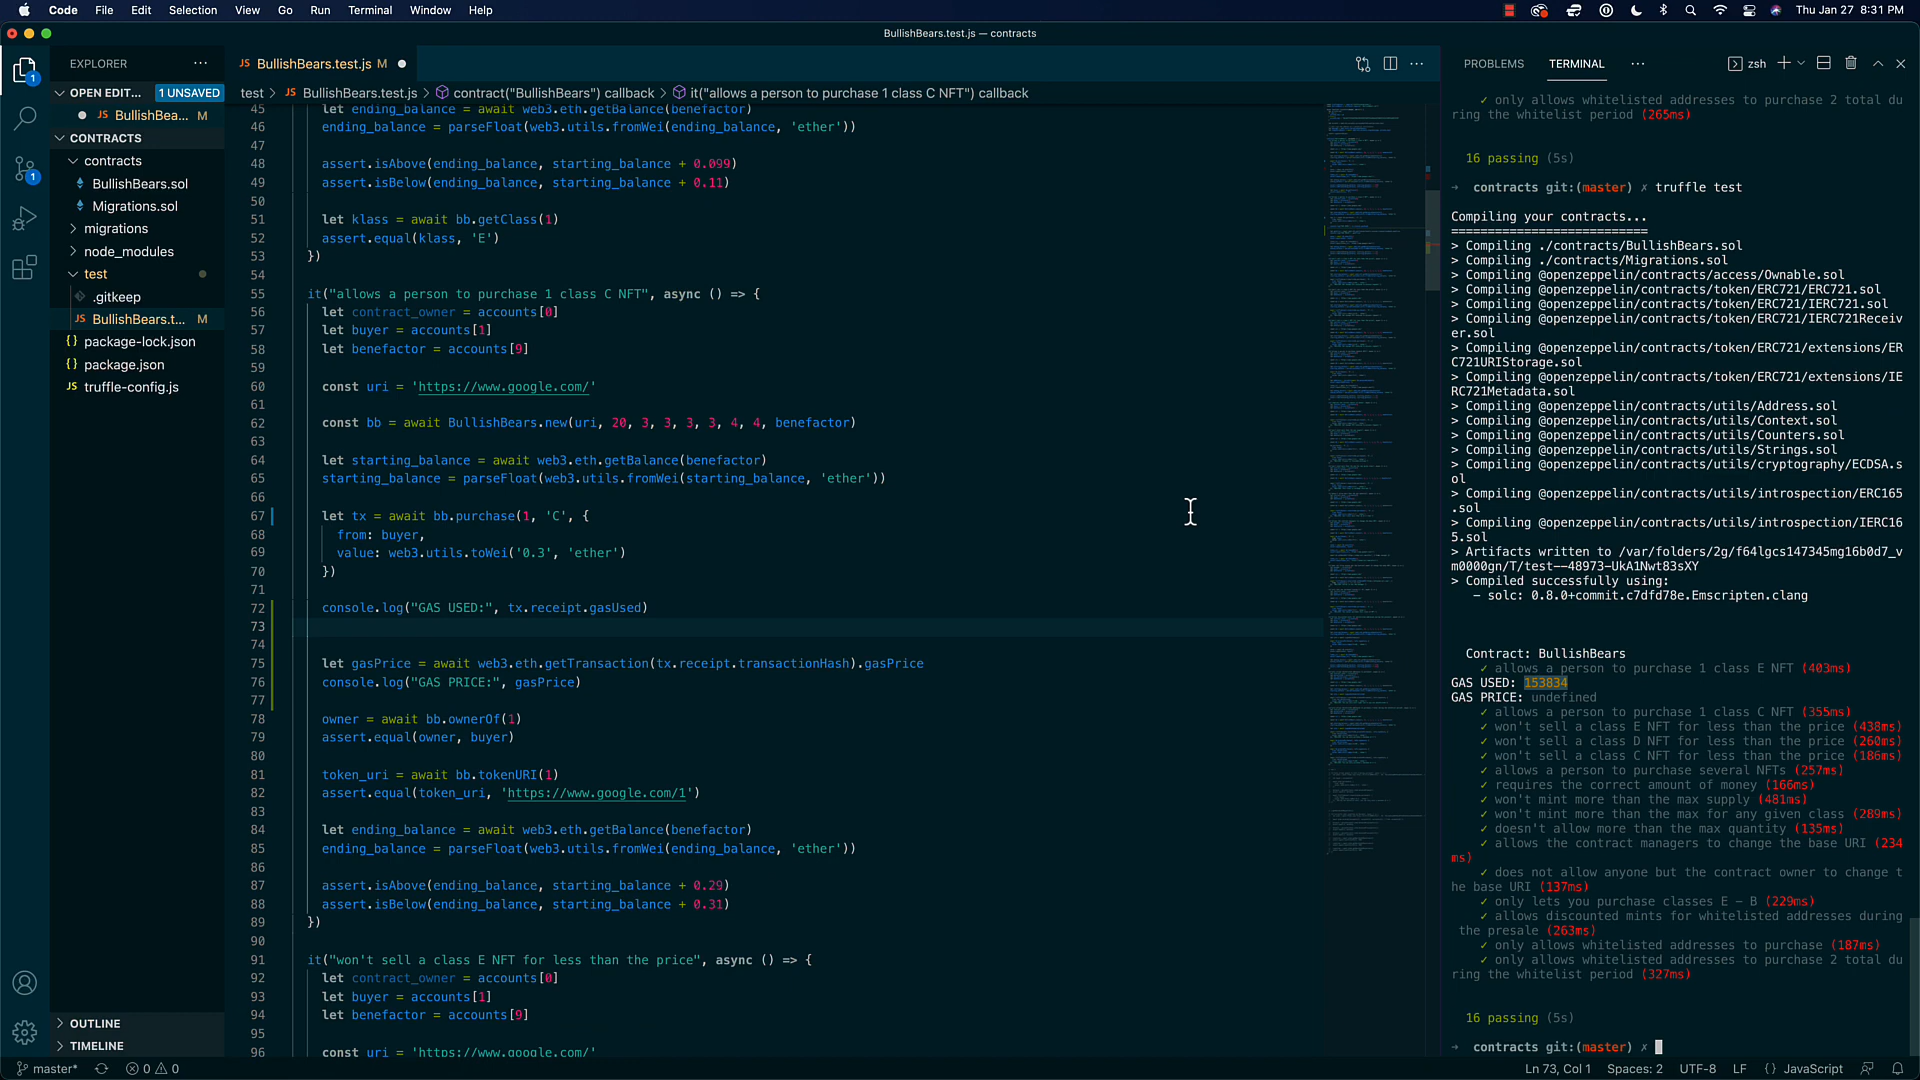 Code File Edit Selection View Go Run Terminal Window Help
Thu Jan 27 8:31 PM
BullishBears.test.js — contracts
1
1
EXPLORER
OPEN EDIT... 1 UNSAVED
JS BullishBea... M
CONTRACTS
contracts
BullishBears.sol
Migrations.sol
migrations
node_modules
test
.gitkeep
JS BullishBears.t... M
{} package-lock.json
{} package.json
JS truffle-config.js
OUTLINE
TIMELINE
JS BullishBears.test.js M
test > JS BullishBears.test.js > contract("BullishBears") callback > it("allows a person to purchase 1 class C NFT") callback
45 let ending_balance = await web3.eth.getBalance(benefactor)
46 ending_balance = parseFloat(web3.utils.fromWei(ending_balance, 'ether'))
47
48 assert.isAbove(ending_balance, starting_balance + 0.099)
49 assert.isBelow(ending_balance, starting_balance + 0.11)
50
51 let klass = await bb.getClass(1)
52 assert.equal(klass, 'E')
53 })
54
55 it("allows a person to purchase 1 class C NFT", async () => {
56 let contract_owner = accounts[0]
57 let buyer = accounts[1]
58 let benefactor = accounts[9]
59
60 const uri = 'https://www.google.com/'
61
62 const bb = await BullishBears.new(uri, 20, 3, 3, 3, 3, 4, 4, benefactor)
63
64 let starting_balance = await web3.eth.getBalance(benefactor)
65 starting_balance = parseFloat(web3.utils.fromWei(starting_balance, 'ether'))
66
67 let tx = await bb.purchase(1, 'C', {
68 from: buyer,
69 value: web3.utils.toWei('0.3', 'ether')
70 })
71
72 console.log("GAS USED:", tx.receipt.gasUsed)
73
74
75 let gasPrice = await web3.eth.getTransaction(tx.receipt.transactionHash).gasPrice
76 console.log("GAS PRICE:", gasPrice)
77
78 owner = await bb.ownerOf(1)
79 assert.equal(owner, buyer)
80
81 token_uri = await bb.tokenURI(1)
82 assert.equal(token_uri, 'https://www.google.com/1')
83
84 let ending_balance = await web3.eth.getBalance(benefactor)
85 ending_balance = parseFloat(web3.utils.fromWei(ending_balance, 'ether'))
86
87 assert.isAbove(ending_balance, starting_balance + 0.29)
88 assert.isBelow(ending_balance, starting_balance + 0.31)
89 })
90
91 it("won't sell a class E NFT for less than the price", async () => {
92 let contract_owner = accounts[0]
93 let buyer = accounts[1]
94 let benefactor = accounts[9]
95
96 const uri = 'https://www.google.com/'
PROBLEMS TERMINAL zsh
✓ only allows whitelisted addresses to purchase 2 total du
ring the whitelist period (265ms)
16 passing (5s)
→ contracts git:(master) ✗ truffle test
Compiling your contracts...
===========================
> Compiling ./contracts/BullishBears.sol
> Compiling ./contracts/Migrations.sol
> Compiling @openzeppelin/contracts/access/Ownable.sol
> Compiling @openzeppelin/contracts/token/ERC721/ERC721.sol
> Compiling @openzeppelin/contracts/token/ERC721/IERC721.sol
> Compiling @openzeppelin/contracts/token/ERC721/IERC721Receiv
er.sol
> Compiling @openzeppelin/contracts/token/ERC721/extensions/ER
C721URIStorage.sol
> Compiling @openzeppelin/contracts/token/ERC721/extensions/IE
RC721Metadata.sol
> Compiling @openzeppelin/contracts/utils/Address.sol
> Compiling @openzeppelin/contracts/utils/Context.sol
> Compiling @openzeppelin/contracts/utils/Counters.sol
> Compiling @openzeppelin/contracts/utils/Strings.sol
> Compiling @openzeppelin/contracts/utils/cryptography/ECDSA.s
ol
> Compiling @openzeppelin/contracts/utils/introspection/ERC165
.sol
> Compiling @openzeppelin/contracts/utils/introspection/IERC16
5.sol
> Artifacts written to /var/folders/2g/f64lgcs147345mg16b0d7_v
m0000gn/T/test--48973-UkA1Nwt83sXY
> Compiled successfully using:
- solc: 0.8.0+commit.c7dfd78e.Emscripten.clang
Contract: BullishBears
✓ allows a person to purchase 1 class E NFT (403ms)
GAS USED: 153834
GAS PRICE: undefined
✓ allows a person to purchase 1 class C NFT (355ms)
✓ won't sell a class E NFT for less than the price (438ms)
✓ won't sell a class D NFT for less than the price (260ms)
✓ won't sell a class C NFT for less than the price (186ms)
✓ allows a person to purchase several NFTs (257ms)
✓ requires the correct amount of money (166ms)
✓ won't mint more than the max supply (481ms)
✓ won't mint more than the max for any given class (289ms)
✓ doesn't allow more than the max quantity (135ms)
✓ allows the contract managers to change the base URI (234
ms)
✓ does not allow anyone but the contract owner to change t
he base URI (137ms)
✓ only lets you purchase classes E – B (229ms)
✓ allows discounted mints for whitelisted addresses during
the presale (263ms)
✓ only allows whitelisted addresses to purchase (187ms)
✓ only allows whitelisted addresses to purchase 2 total du
ring the whitelist period (327ms)
16 passing (5s)
→ contracts git:(master) ✗
master* 0 0
Ln 73, Col 1 Spaces: 2 UTF-8 LF {} JavaScript